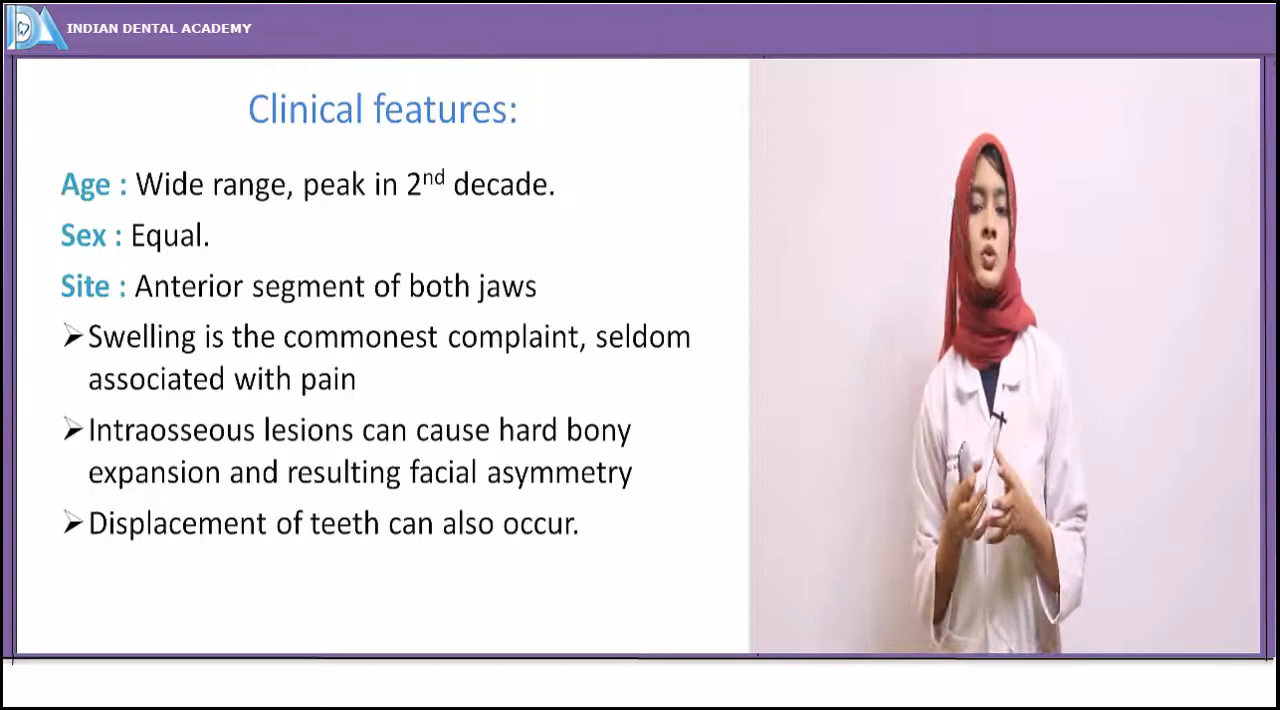 INDIAN DENTAL ACADEMY
Clinical features:
Age : Wide range, peak in 2nd decade.
Sex : Equal.
Site : Anterior segment of both jaws
➢Swelling is the commonest complaint, seldom
associated with pain
➢Intraosseous lesions can cause hard bony
expansion and resulting facial asymmetry
➢Displacement of teeth can also occur.